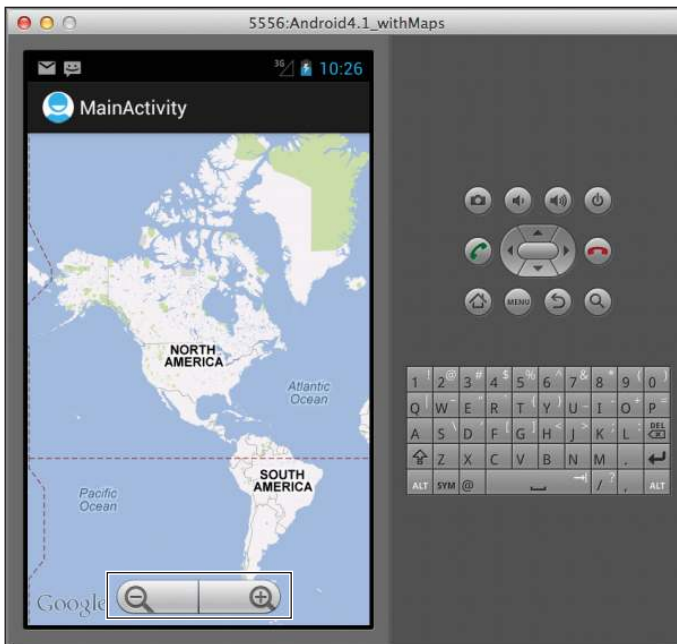 5556:Android4.1_withMaps
3G 10:26
MainActivity
NORTH
AMERICA
Atlantic
Ocean
SOUTH
AMERICA
Pacific
Ocean
Google
MENU
1 ! 2 @ 3 # 4 $ 5 % 6 ^ 7 & 8 * 9 ( 0 )
Q | W ~ E " R ` T { Y } U _ I - O + P =
A S \ D ' F [ G ] H < J > K ; L : DEL
Z X C V B N M .
ALT SYM @ / ? , ALT